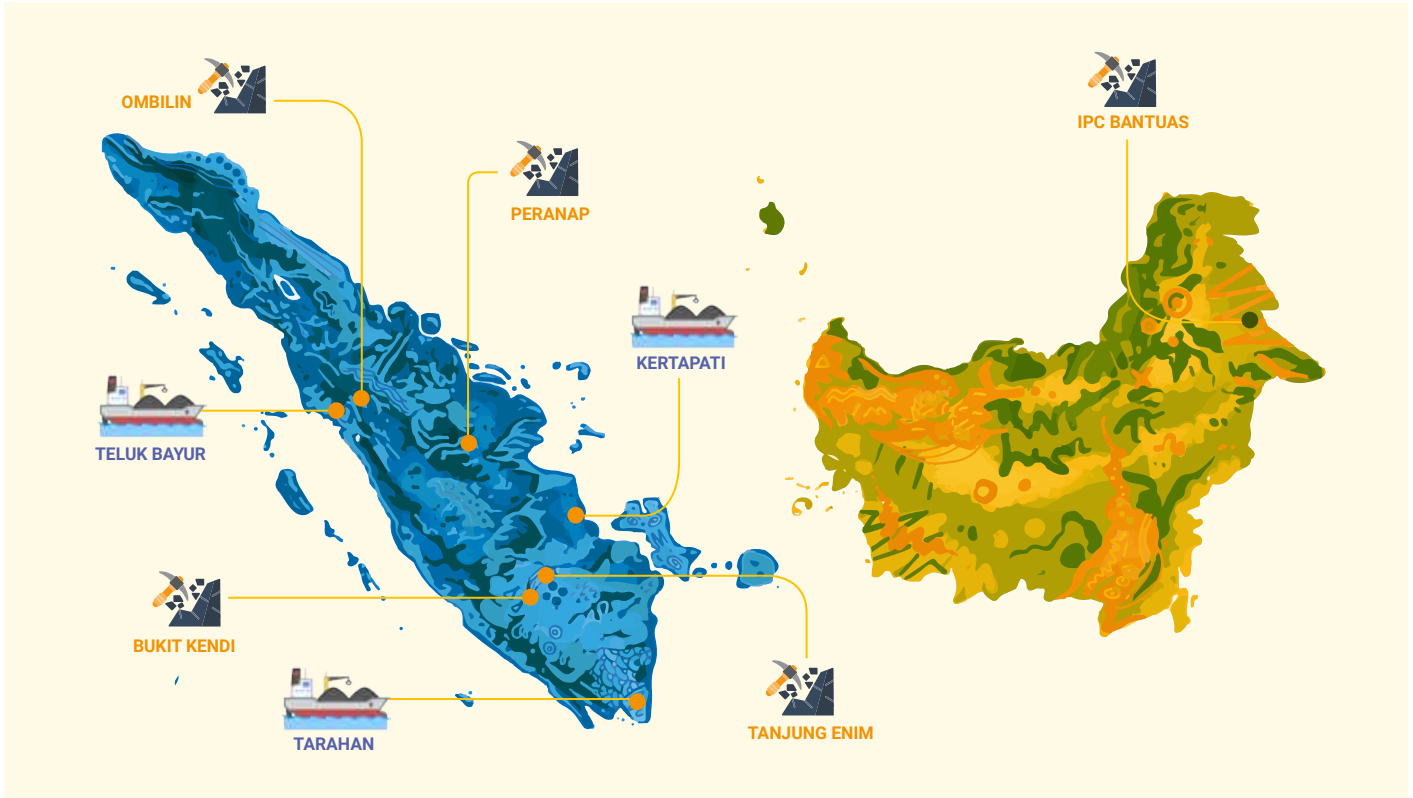 OMBILIN
IPC BANTUAS
PERANAP
KERTAPATI
TELUK BAYUR
BUKIT KENDI
TARAHAN
TANJUNG ENIM